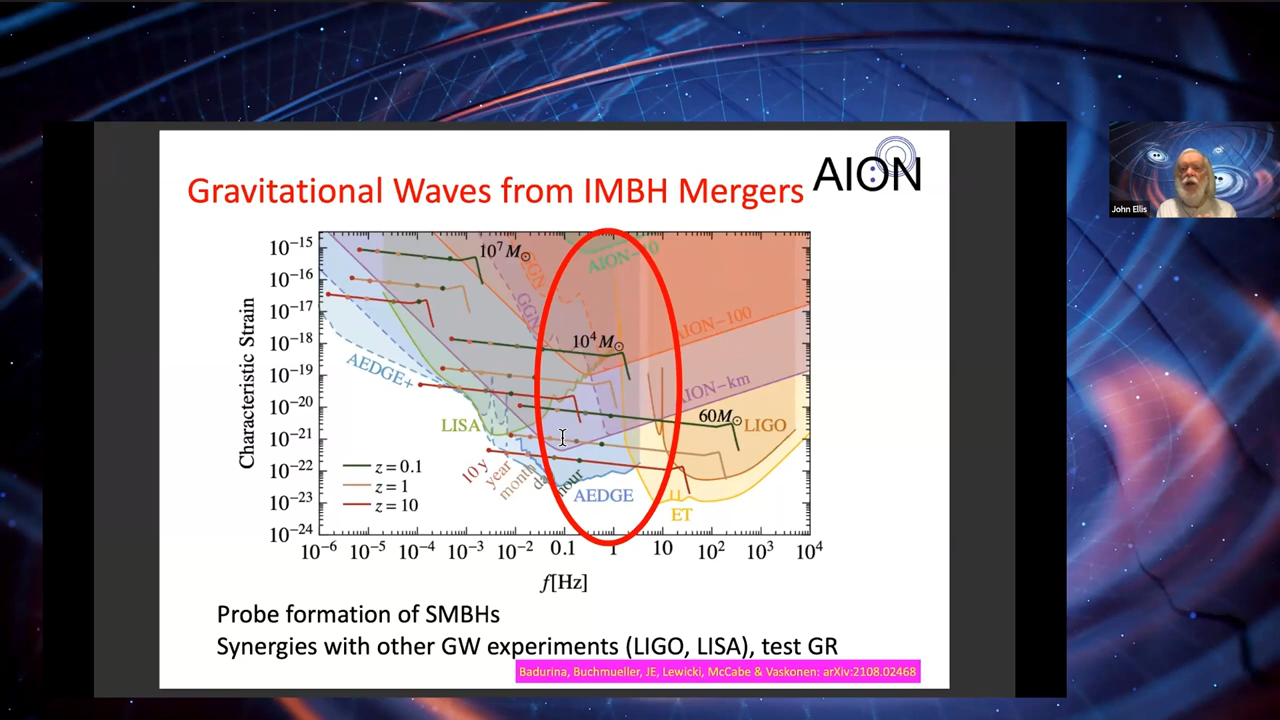 AION
Gravitational Waves from IMBH Mergers
John Ellis
10⁻¹⁵
10⁻¹⁶
10⁻¹⁷
10⁻¹⁸
10⁻¹⁹
10⁻²⁰
10⁻²¹
10⁻²²
10⁻²³
10⁻²⁴
Characteristic Strain
10⁷ M⊙
GGN
GGN
AION-10
10⁴ M⊙
AION-100
AEDGE+
AION-km
LISA
60M⊙
LIGO
10 y
year
month
hour
AEDGE
ET
z = 0.1
z = 1
z = 10
10⁻⁶ 10⁻⁵ 10⁻⁴ 10⁻³ 10⁻² 0.1 1 10 10² 10³ 10⁴
f[Hz]
Probe formation of SMBHs
Synergies with other GW experiments (LIGO, LISA), test GR
Badurina, Buchmueller, JE, Lewicki, McCabe & Vaskonen: arXiv:2108.02468